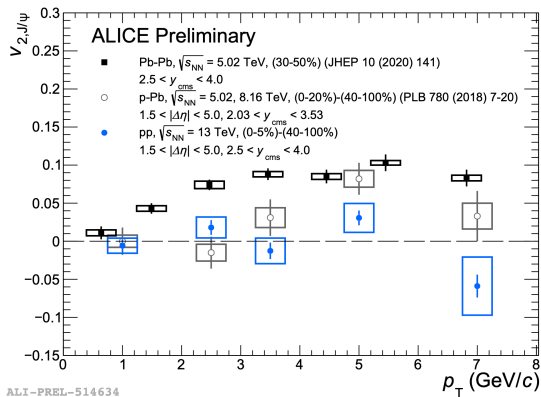 v2,J/ψ
0.3
0.25
0.2
0.15
0.1
0.05
0
−0.05
−0.1
−0.15
ALICE Preliminary
Pb-Pb, √sNN = 5.02 TeV, (30-50%) (JHEP 10 (2020) 141)
2.5 < ycms < 4.0
p-Pb, √sNN = 5.02, 8.16 TeV, (0-20%)-(40-100%) (PLB 780 (2018) 7-20)
1.5 < |Δη| < 5.0, 2.03 < ycms < 3.53
pp, √sNN = 13 TeV, (0-5%)-(40-100%)
1.5 < |Δη| < 5.0, 2.5 < ycms < 4.0
0 1 2 3 4 5 6 7 8
pT (GeV/c)
ALI-PREL-514634